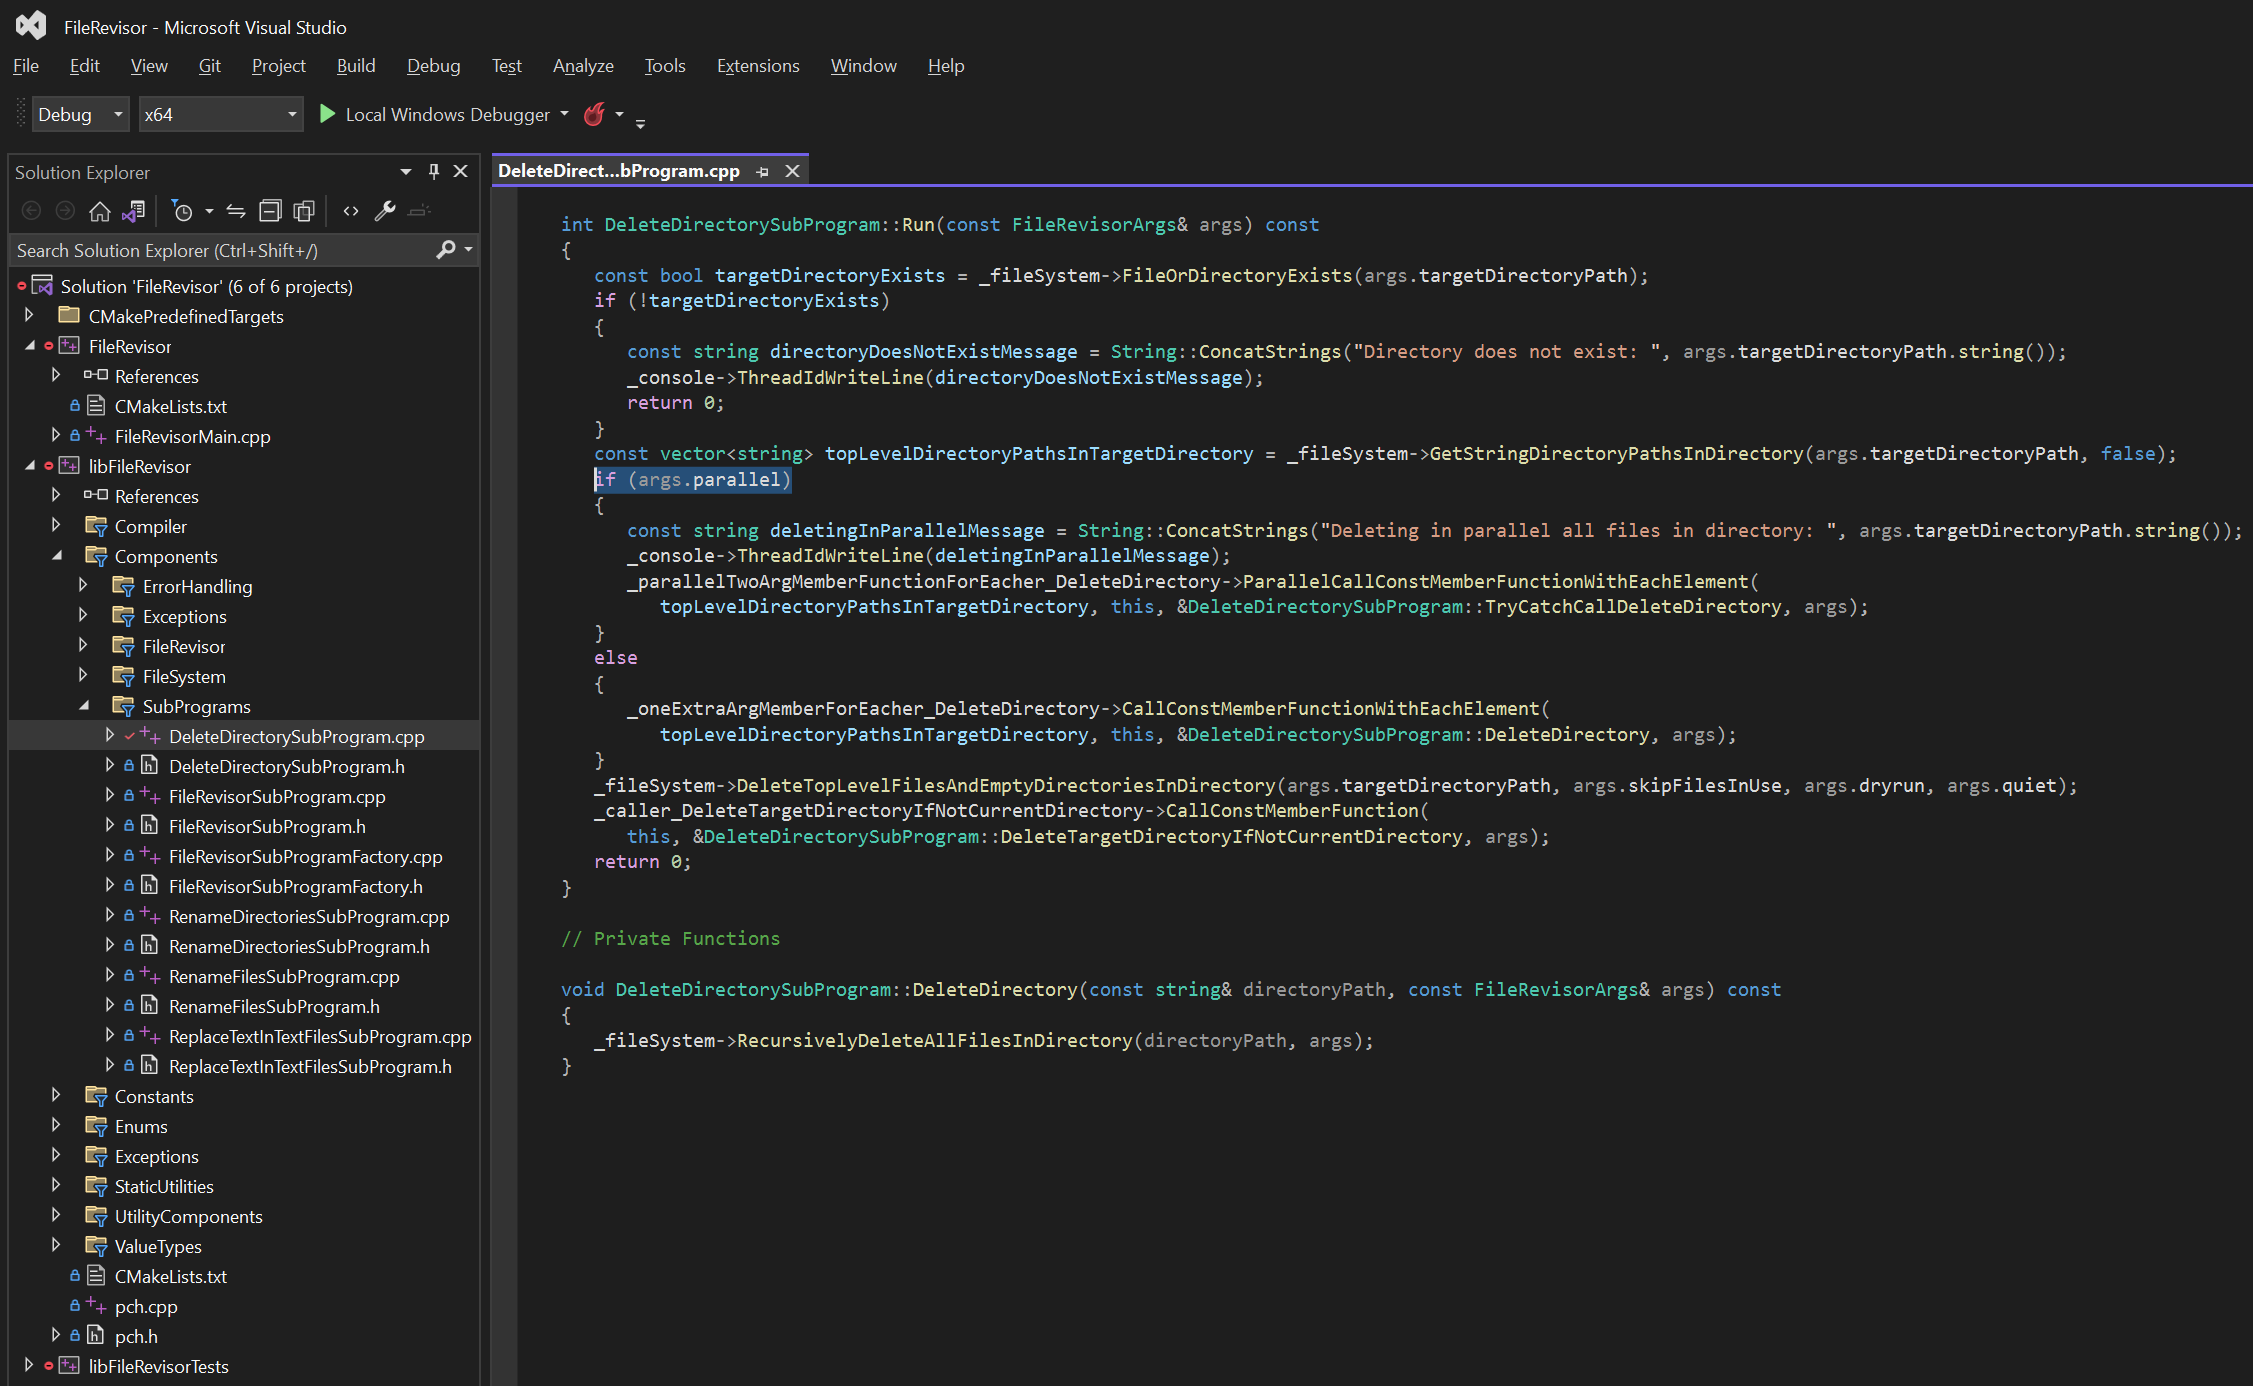 FileRevisor - Microsoft Visual Studio
File Edit View Git Project Build Debug Test Analyze Tools Extensions Window Help
Debug x64 Local Windows Debugger
Solution Explorer
Search Solution Explorer (Ctrl+Shift+/)
Solution 'FileRevisor' (6 of 6 projects)
CMakePredefinedTargets
FileRevisor
References
CMakeLists.txt
FileRevisorMain.cpp
libFileRevisor
References
Compiler
Components
ErrorHandling
Exceptions
FileRevisor
FileSystem
SubPrograms
DeleteDirectorySubProgram.cpp
DeleteDirectorySubProgram.h
FileRevisorSubProgram.cpp
FileRevisorSubProgram.h
FileRevisorSubProgramFactory.cpp
FileRevisorSubProgramFactory.h
RenameDirectoriesSubProgram.cpp
RenameDirectoriesSubProgram.h
RenameFilesSubProgram.cpp
RenameFilesSubProgram.h
ReplaceTextInTextFilesSubProgram.cpp
ReplaceTextInTextFilesSubProgram.h
Constants
Enums
Exceptions
StaticUtilities
UtilityComponents
ValueTypes
CMakeLists.txt
pch.cpp
pch.h
libFileRevisorTests
DeleteDirect...bProgram.cpp
int DeleteDirectorySubProgram::Run(const FileRevisorArgs& args) const
{
const bool targetDirectoryExists = _fileSystem->FileOrDirectoryExists(args.targetDirectoryPath);
if (!targetDirectoryExists)
{
const string directoryDoesNotExistMessage = String::ConcatStrings("Directory does not exist: ", args.targetDirectoryPath.string());
_console->ThreadIdWriteLine(directoryDoesNotExistMessage);
return 0;
}
const vector<string> topLevelDirectoryPathsInTargetDirectory = _fileSystem->GetStringDirectoryPathsInDirectory(args.targetDirectoryPath, false);
if (args.parallel)
{
const string deletingInParallelMessage = String::ConcatStrings("Deleting in parallel all files in directory: ", args.targetDirectoryPath.string());
_console->ThreadIdWriteLine(deletingInParallelMessage);
_parallelTwoArgMemberFunctionForEacher_DeleteDirectory->ParallelCallConstMemberFunctionWithEachElement(
topLevelDirectoryPathsInTargetDirectory, this, &DeleteDirectorySubProgram::TryCatchCallDeleteDirectory, args);
}
else
{
_oneExtraArgMemberForEacher_DeleteDirectory->CallConstMemberFunctionWithEachElement(
topLevelDirectoryPathsInTargetDirectory, this, &DeleteDirectorySubProgram::DeleteDirectory, args);
}
_fileSystem->DeleteTopLevelFilesAndEmptyDirectoriesInDirectory(args.targetDirectoryPath, args.skipFilesInUse, args.dryrun, args.quiet);
_caller_DeleteTargetDirectoryIfNotCurrentDirectory->CallConstMemberFunction(
this, &DeleteDirectorySubProgram::DeleteTargetDirectoryIfNotCurrentDirectory, args);
return 0;
}
// Private Functions
void DeleteDirectorySubProgram::DeleteDirectory(const string& directoryPath, const FileRevisorArgs& args) const
{
_fileSystem->RecursivelyDeleteAllFilesInDirectory(directoryPath, args);
}